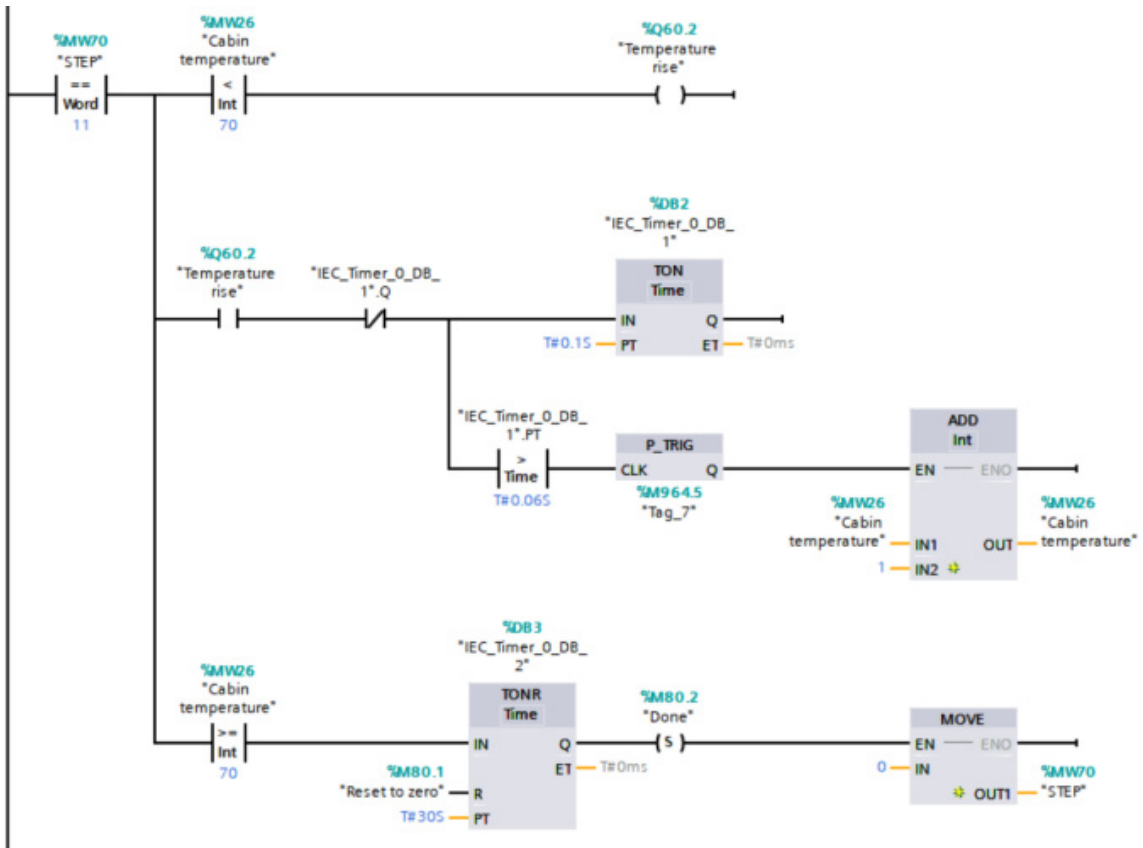 %MW70
"STEP"
==
Word
11
%MW26
"Cabin
temperature"
<
Int
70
%Q60.2
"Temperature
rise"
%Q60.2
"Temperature
rise"
"IEC_Timer_0_DB_
1".Q
%DB2
"IEC_Timer_0_DB_
1"
TON
Time
IN Q
T#0.1S PT ET T#0ms
"IEC_Timer_0_DB_
1".PT
>
Time
T#0.06S
P_TRIG
CLK Q
%M964.5
"Tag_7"
ADD
Int
EN ENO
%MW26
"Cabin
temperature" IN1
1 IN2
OUT
%MW26
"Cabin
temperature"
%MW26
"Cabin
temperature"
>=
Int
70
%DB3
"IEC_Timer_0_DB_
2"
TONR
Time
IN Q
ET T#0ms
%M80.1
"Reset to zero" R
T#30S PT
%M80.2
"Done"
S
MOVE
EN ENO
0 IN
OUT1
%MW70
"STEP"